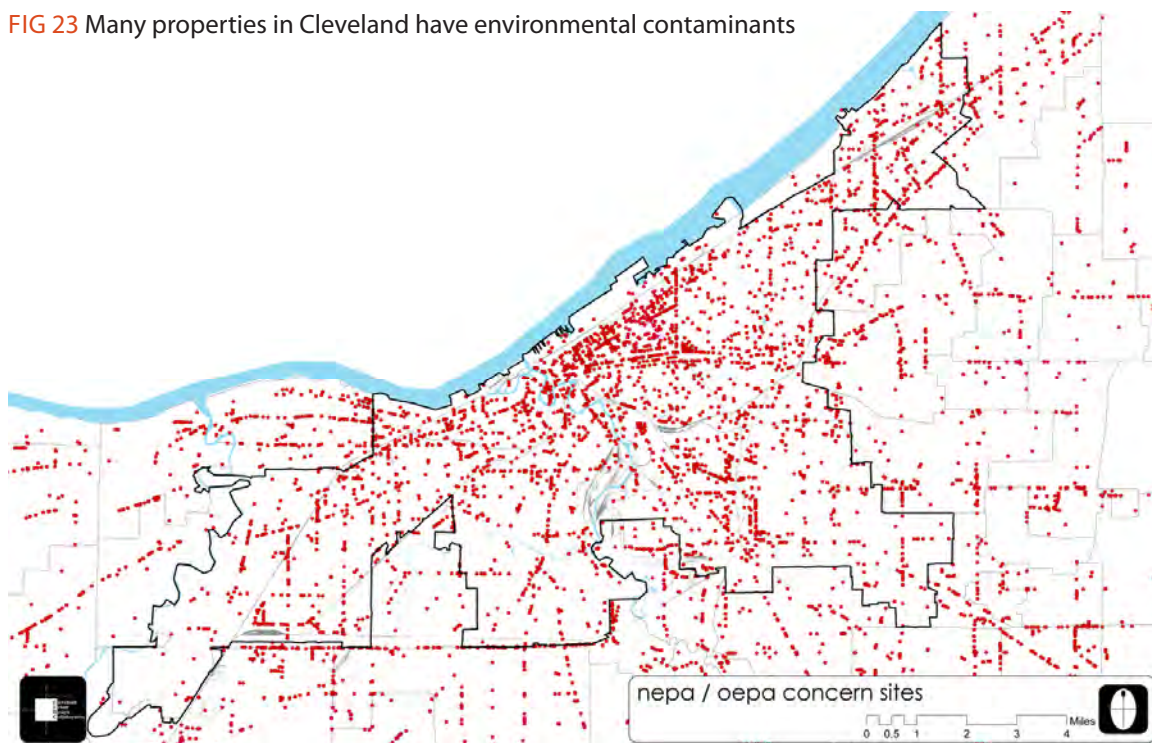 FIG 23 Many properties in Cleveland have environmental contaminants
nepa / oepa concern sites
Miles
0 0.5 1 2 3 4